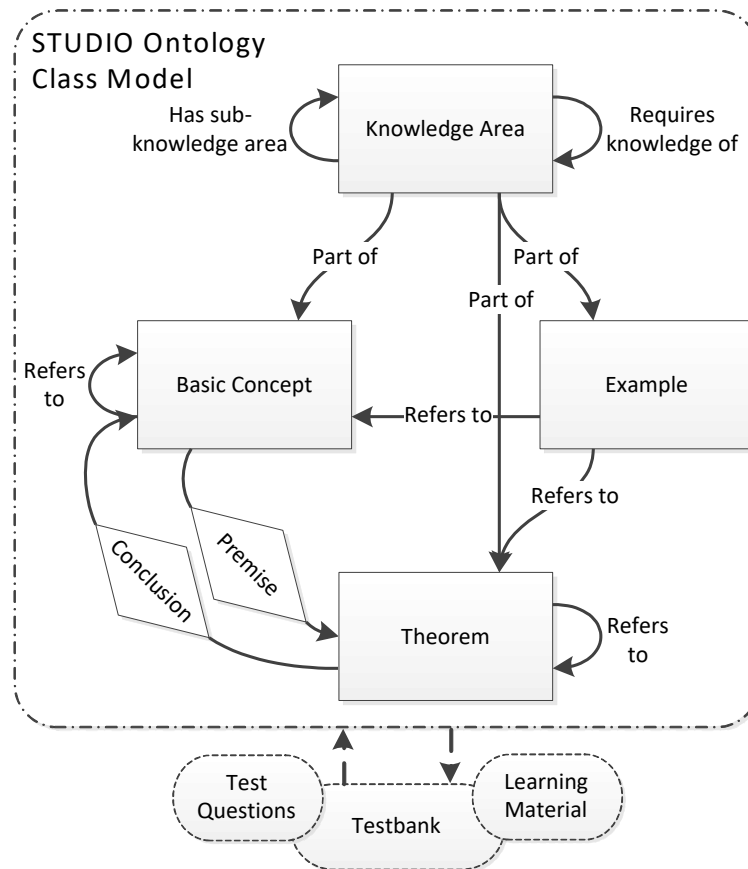 STUDIO Ontology
Class Model
Has sub-
knowledge area
Knowledge Area
Requires
knowledge of
Part of
Part of
Part of
Refers
to
Basic Concept
Example
Refers to
Refers to
Conclusion
Premise
Theorem
Refers
to
Test
Questions
Testbank
Learning
Material